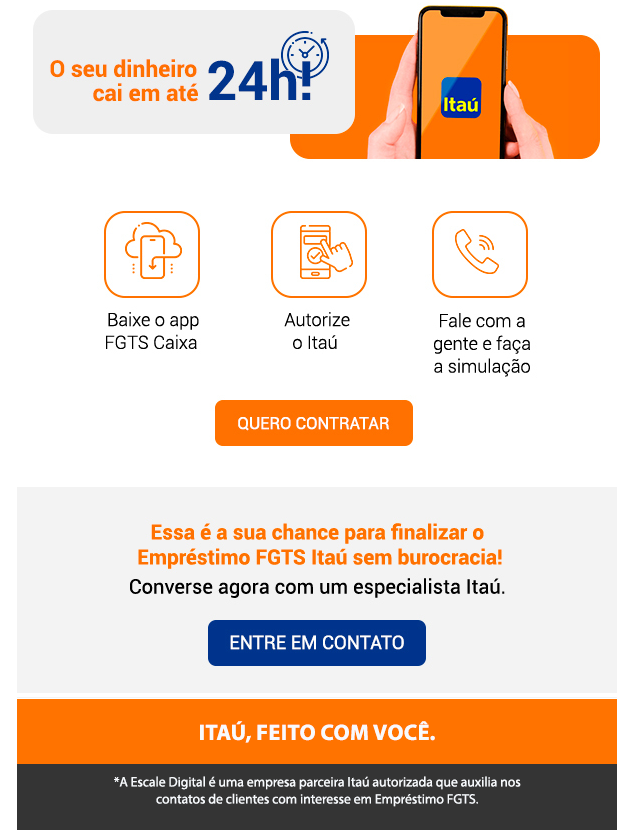 O seu dinheiro
cai em até
24h!
Itaú
Baixe o app
FGTS Caixa
Autorize
o Itaú
Fale com a
gente e faça
a simulação
QUERO CONTRATAR
Essa é a sua chance para finalizar o
Empréstimo FGTS Itaú sem burocracia!
Converse agora com um especialista Itaú.
ENTRE EM CONTATO
ITAÚ, FEITO COM VOCÊ.
*A Escale Digital é uma empresa parceira Itaú autorizada que auxilia nos
contatos de clientes com interesse em Empréstimo FGTS.